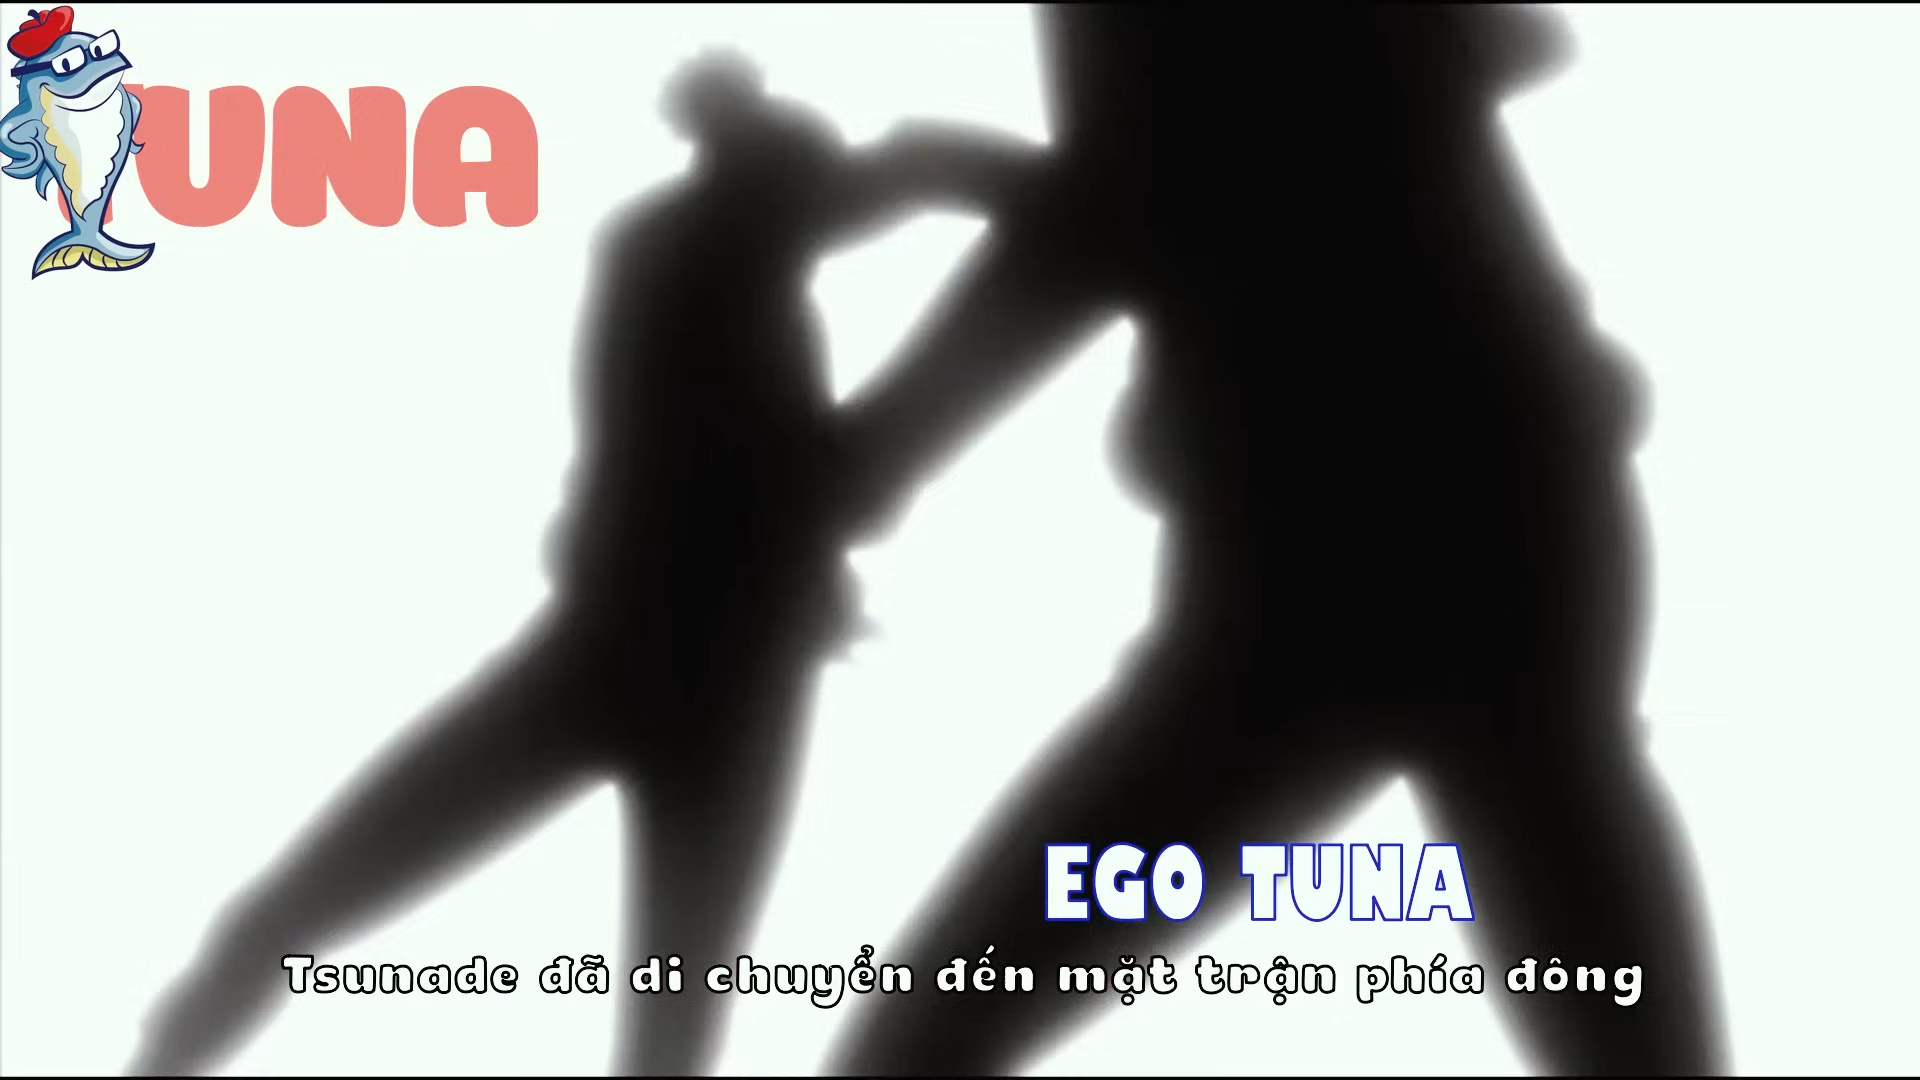 TUNA
EGO TUNA
Tsunade đã di chuyển đến mặt trận phía đông